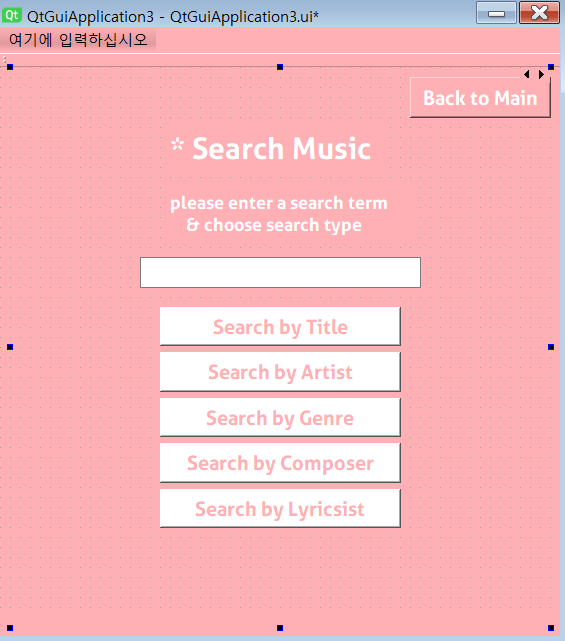 Qt QtGuiApplication3 - QtGuiApplication3.ui*
여기에 입력하십시오
Back to Main
* Search Music
please enter a search term
& choose search type
Search by Title
Search by Artist
Search by Genre
Search by Composer
Search by Lyricsist